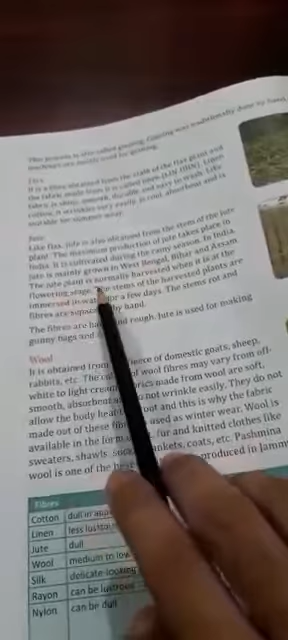 This process is also called ginning. Ginning was traditionally done by hand,
machines are mainly used for ginning.
Flax
It is a fibre obtained from the stalk of the flax plant and
the fabric made from it is called linen
fabric is smooth, durable, and easy to wash. Like
cotton, it wrinkles very easily, is cool, absorbent and is
suitable for summer wear.
Jute
Like flax, jute is also obtained from the stem of the jute
plant. The maximum production of jute takes place in
India. It is cultivated during the rainy season. In India,
jute is mainly grown in West Bengal, Bihar and Assam.
The jute plant is normally harvested when it is at the
flowering stage. The stems of the harvested plants are
immersed in water for a few days. The stems rot and
fibres are separated by hand.
The fibres are hard and rough. Jute is used for making
gunny bags and
Wool
It is obtained from fleece of domestic goats, sheep,
rabbits, etc. The colour of wool fibres may vary from off-
white to light cream. Fabrics made from wool are soft,
smooth, absorbent and do not wrinkle easily. They do not
allow the body heat to go out and this is why the fabric
made out of these fibres is used as winter wear. Wool is
available in the form of fur and knitted clothes like
sweaters, shawls, socks, blankets, coats, etc. Pashmina
wool is one of the best produced in Jammu
Fibres
Cotton dull in
Linen less lustrous
Jute dull
Wool medium to low
Silk delicate-looking
Rayon can be lustrous
Nylon can be dull